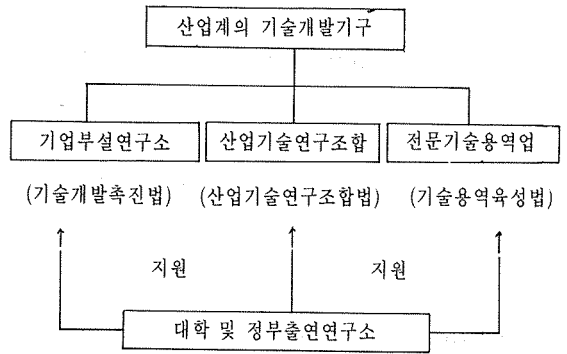 산업계의 기술개발기구
기업부설연구소 산업기술연구조합 전문기술용역업
(기술개발촉진법) (산업기술연구조합법) (기술용역육성법)
지원 지원
대학 및 정부출연연구소